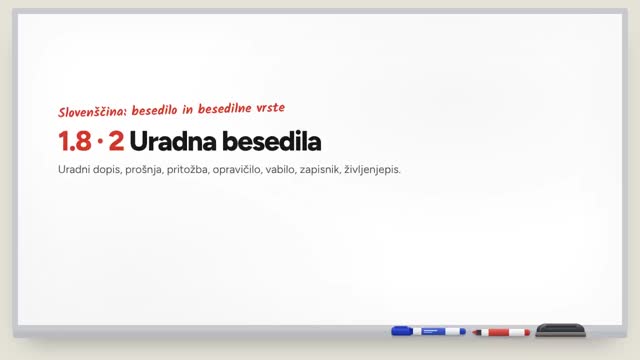 Slovenščina: besedilo in besedilne vrste
1.8 · 2 Uradna besedila
Uradni dopis, prošnja, pritožba, opravičilo, vabilo, zapisnik, življenjepis.